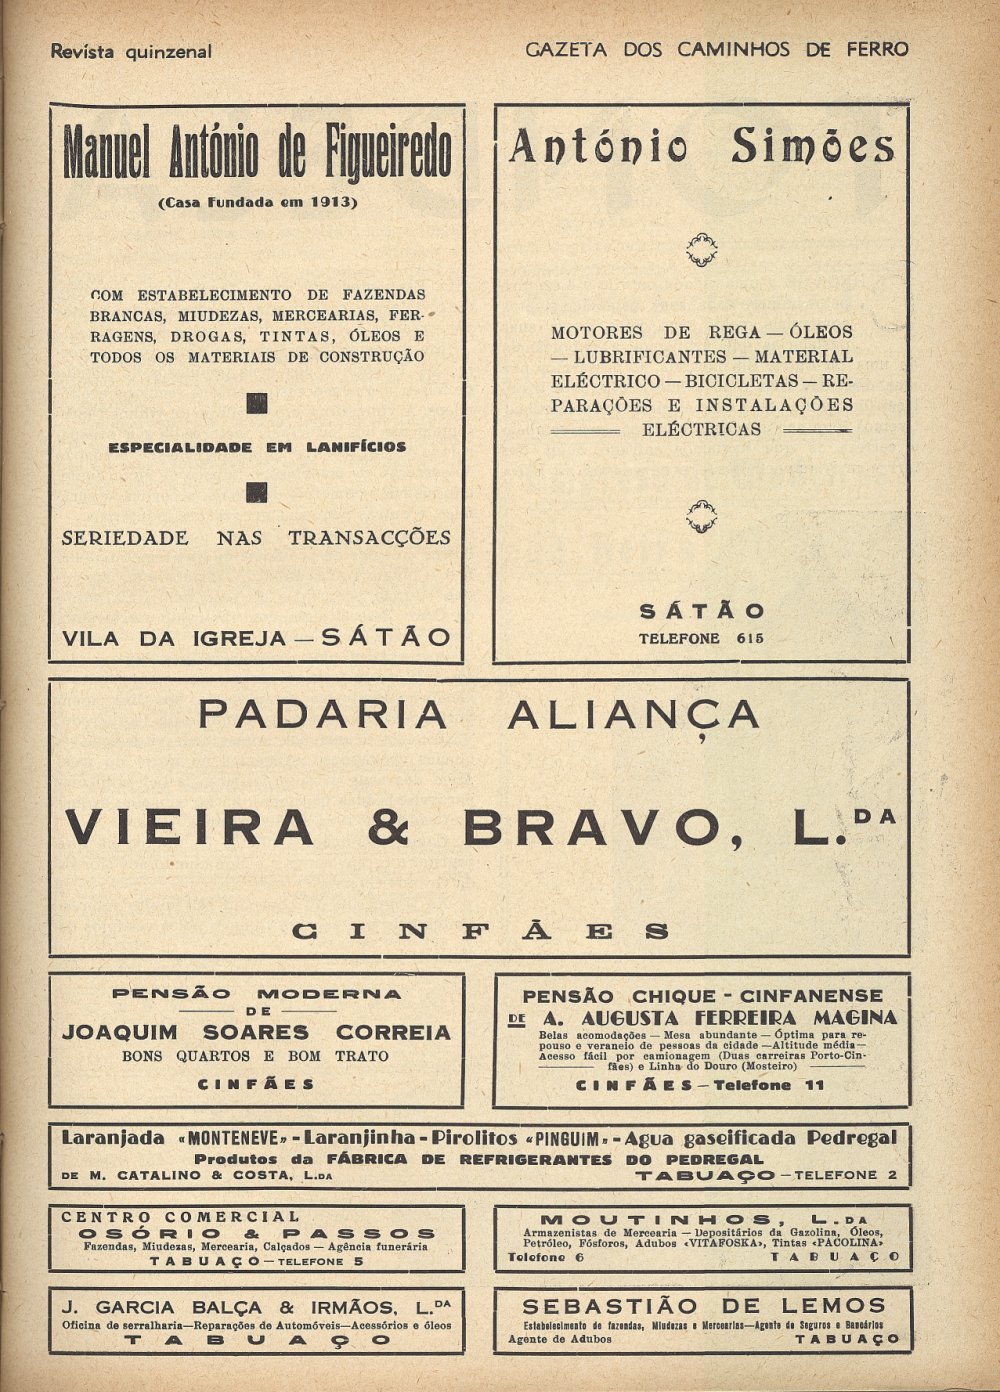 Revista quinzenal
GAZETA DOS CAMINHOS DE FERRO
Manuel António de Figueiredo
(Casa Fundada em 1913)
COM ESTABELECIMENTO DE FAZENDAS
BRANCAS, MIUDEZAS, MERCEARIAS, FER-
RAGENS, DROGAS, TINTAS, ÓLEOS E
TODOS OS MATERIAIS DE CONSTRUÇÃO
ESPECIALIDADE EM LANIFÍCIOS
SERIEDADE NAS TRANSACÇÕES
VILA DA IGREJA — SÁTÃO
António Simões
MOTORES DE REGA — ÓLEOS
— LUBRIFICANTES — MATERIAL
ELÉCTRICO — BICICLETAS — RE-
PARAÇÕES E INSTALAÇÕES
ELÉCTRICAS
SÁTÃO
TELEFONE 615
PADARIA ALIANÇA
VIEIRA & BRAVO, L.DA
CINFÃES
PENSÃO MODERNA
DE
JOAQUIM SOARES CORREIA
BONS QUARTOS E BOM TRATO
CINFÃES
PENSÃO CHIQUE - CINFANENSE
DE A. AUGUSTA FERREIRA MAGINA
Belas acomodações — Mesa abundante — Óptima para re-
pouso e veraneio de pessoas da cidade — Altitude média —
Acesso fácil por camionagem (Duas carreiras Porto-Cin-
fães) e Linha do Douro (Mosteiro)
CINFÃES — Telefone 11
Laranjada «MONTENEVE» - Laranjinha - Pirolitos «PINGUIM» - Agua gaseificada Pedregal
Produtos da FÁBRICA DE REFRIGERANTES DO PEDREGAL
DE M. CATALINO & COSTA, L.DA TABUAÇO — TELEFONE 2
CENTRO COMERCIAL
OSÓRIO & PASSOS
Fazendas, Miudezas, Mercearia, Calçados — Agência funerária
TABUAÇO — TELEFONE 5
MOUTINHOS, L.DA
Armazenistas de Mercearia — Depositários da Gazolina, Óleos,
Petróleo, Fósforos, Adubos «VITAFOSKA», Tintas «PACOLINA»
Telefone 6 TABUAÇO
J. GARCIA BALÇA & IRMÃOS, L.DA
Oficina de serralharia—Reparações de Automóveis—Acessórios e óleos
TABUAÇO
SEBASTIÃO DE LEMOS
Estabelecimento de fazendas, Miudezas e Mercearias—Agente de Seguros e Bancários
Agente de Adubos TABUAÇO